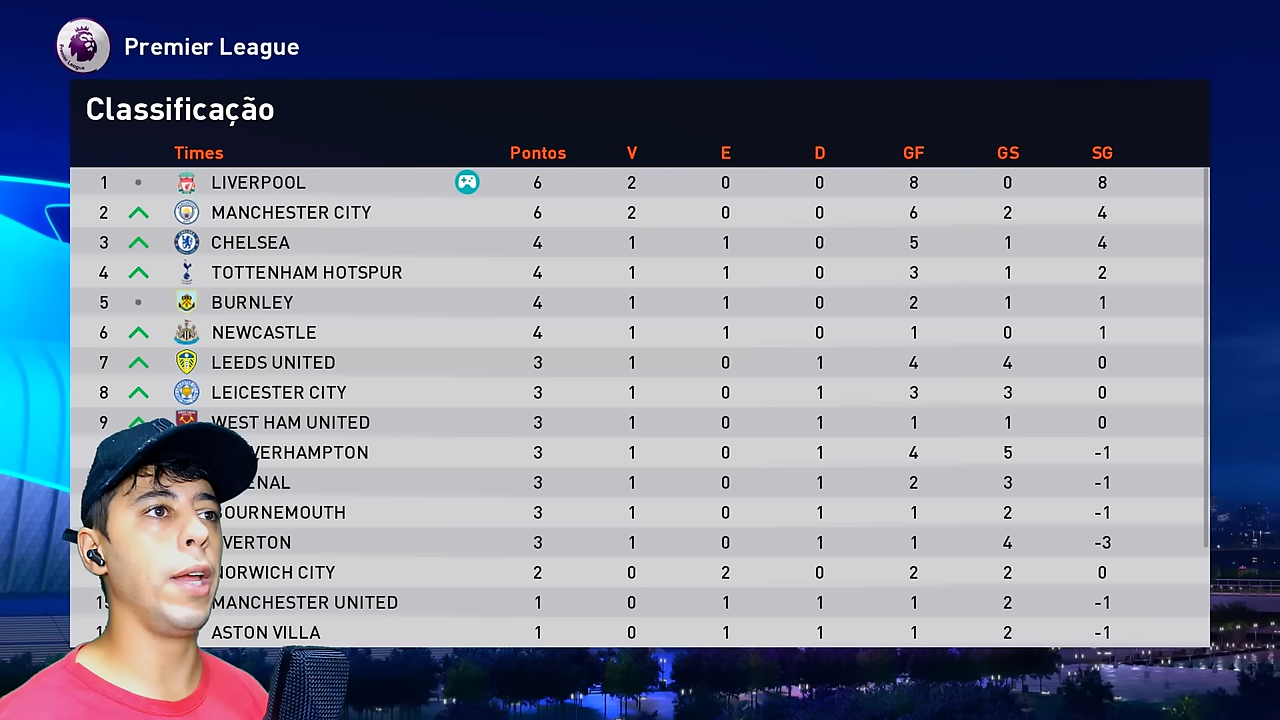 Premier League
Classificação
Times Pontos V E D GF GS SG
1 LIVERPOOL 6 2 0 0 8 0 8
2 MANCHESTER CITY 6 2 0 0 6 2 4
3 CHELSEA 4 1 1 0 5 1 4
4 TOTTENHAM HOTSPUR 4 1 1 0 3 1 2
5 BURNLEY 4 1 1 0 2 1 1
6 NEWCASTLE 4 1 1 0 1 0 1
7 LEEDS UNITED 3 1 0 1 4 4 0
8 LEICESTER CITY 3 1 0 1 3 3 0
9 WEST HAM UNITED 3 1 0 1 1 1 0
VERHAMPTON 3 1 0 1 4 5 -1
ENAL 3 1 0 1 2 3 -1
BOURNEMOUTH 3 1 0 1 1 2 -1
VERTON 3 1 0 1 1 4 -3
NORWICH CITY 2 0 2 0 2 2 0
MANCHESTER UNITED 1 0 1 1 1 2 -1
ASTON VILLA 1 0 1 1 1 2 -1